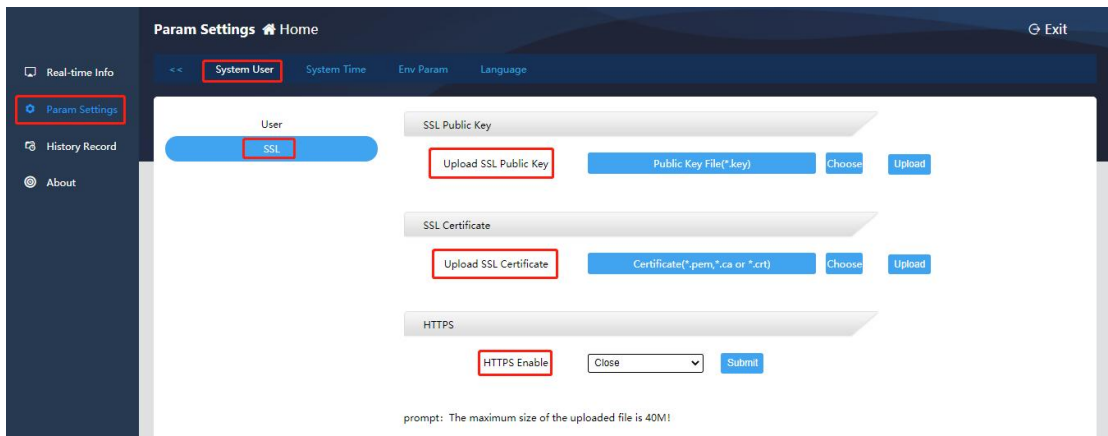 Param Settings Home Exit
Real-time Info
Param Settings
History Record
About
<< System User System Time Env Param Language
User
SSL
SSL Public Key
Upload SSL Public Key Public Key File(*.key) Choose Upload
SSL Certificate
Upload SSL Certificate Certificate(*.pem,*.ca or *.crt) Choose Upload
HTTPS
HTTPS Enable Close Submit
prompt: The maximum size of the uploaded file is 40M!